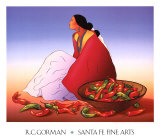 R.C. GORMAN • SANTA FE FINE ARTS